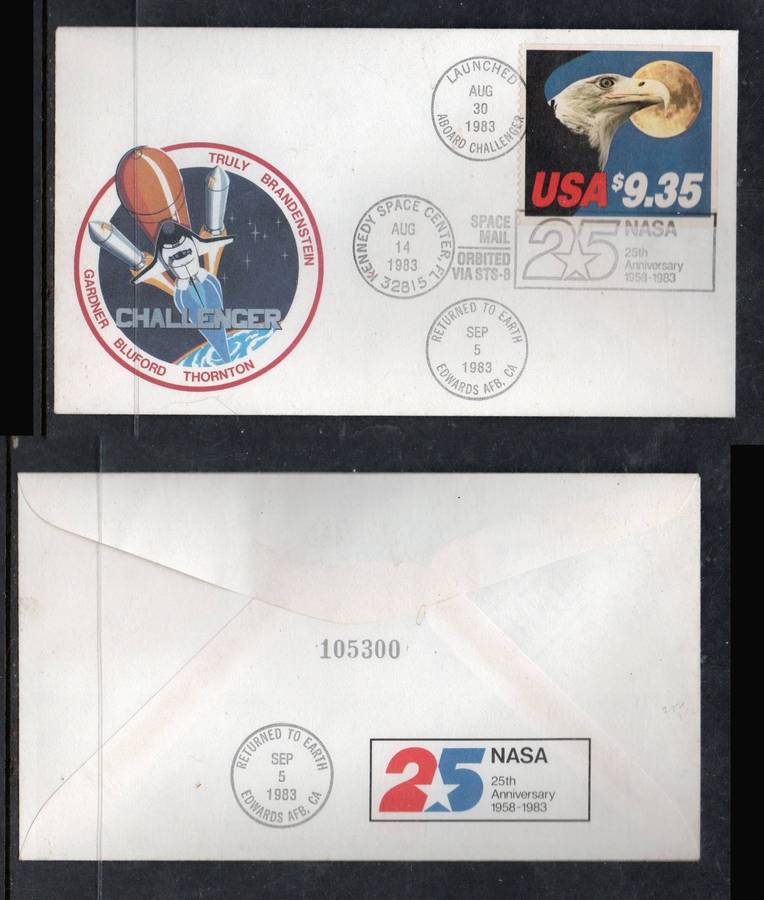 LAUNCHED
AUG
30
1983
ABOARD CHALLENGER
USA $9.35
TRULY BRANDENSTEIN
GARDNER BLUFORD THORNTON
CHALLENGER
KENNEDY SPACE CENTER, FL
AUG
14
1983
32815
SPACE
MAIL
ORBITED
VIA STS-8
25 NASA
25th
Anniversary
1958-1983
RETURNED TO EARTH
SEP
5
1983
EDWARDS AFB, CA
105300
RETURNED TO EARTH
SEP
5
1983
EDWARDS AFB, CA
25 NASA
25th
Anniversary
1958-1983